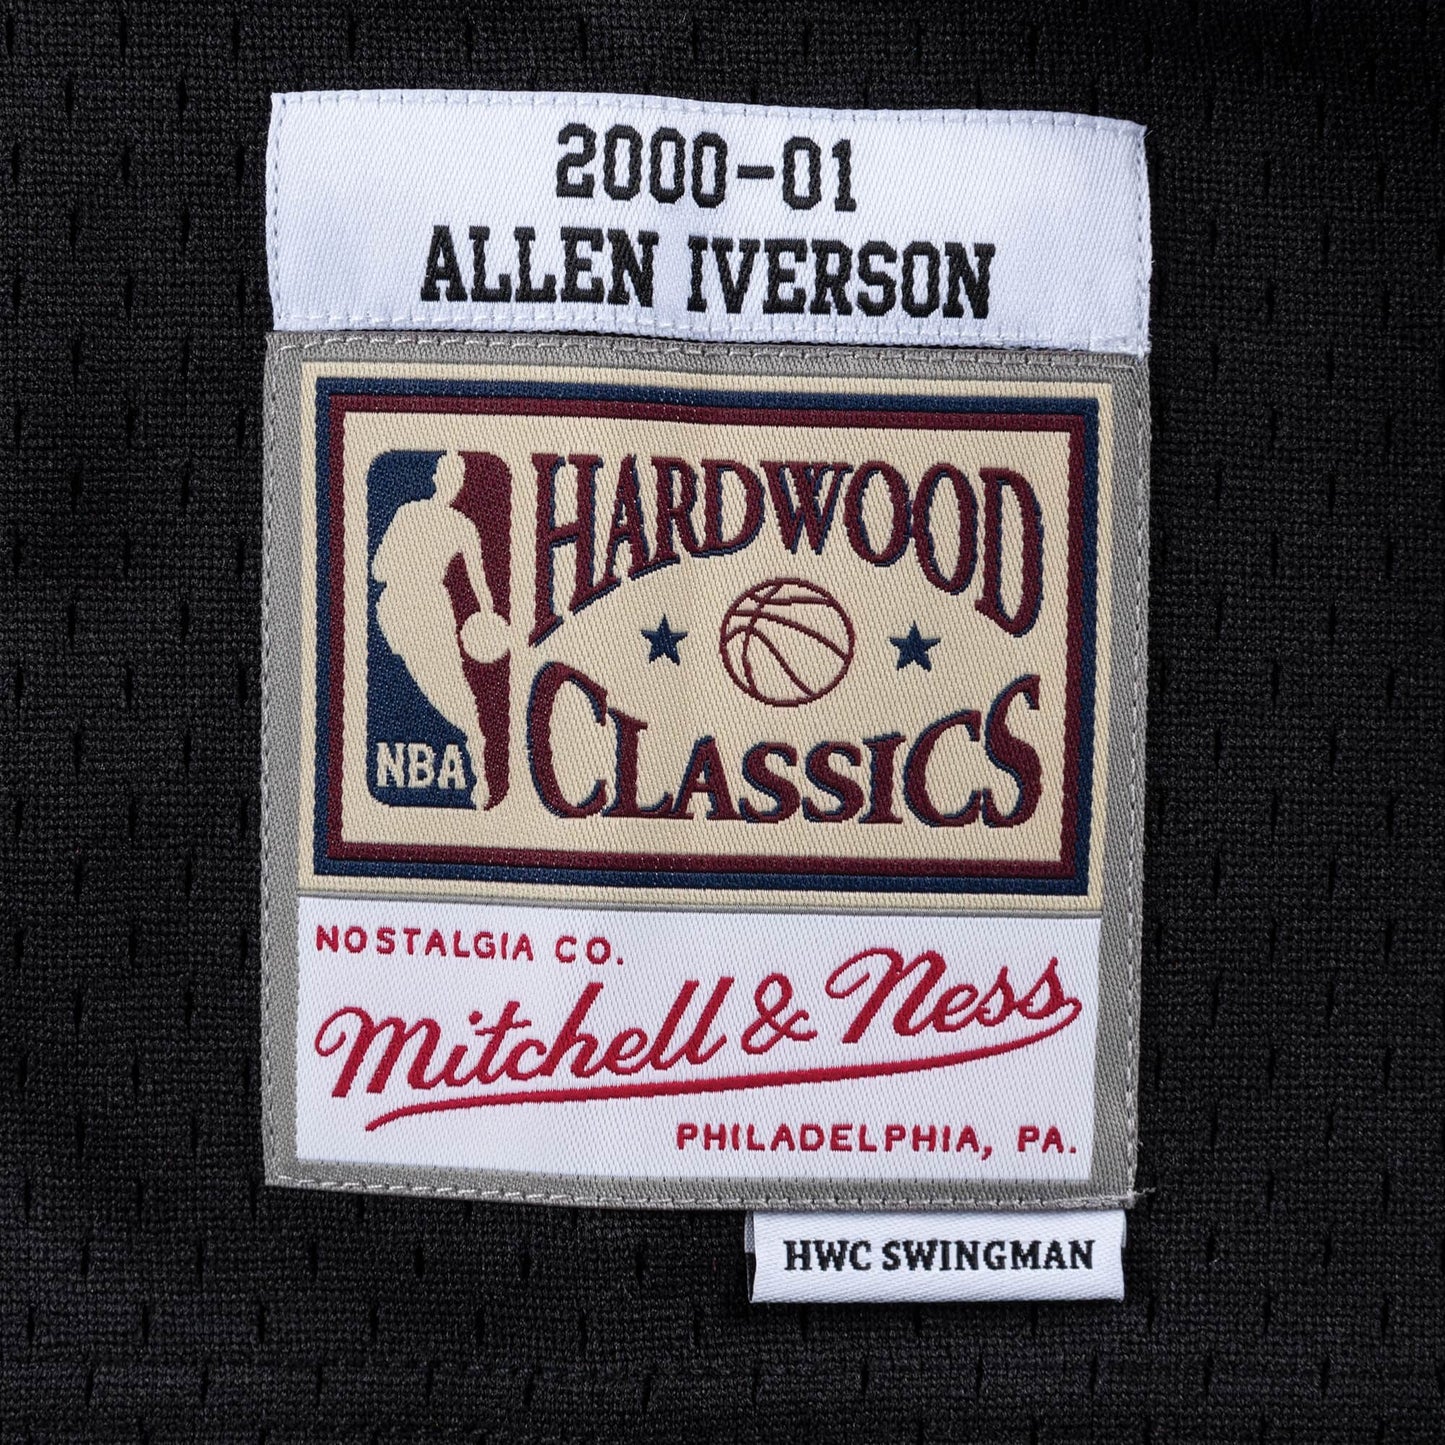 2000-01
ALLEN IVERSON
HARDWOOD
CLASSICS
NBA
NOSTALGIA CO.
Mitchell & Ness
PHILADELPHIA, PA.
HWC SWINGMAN